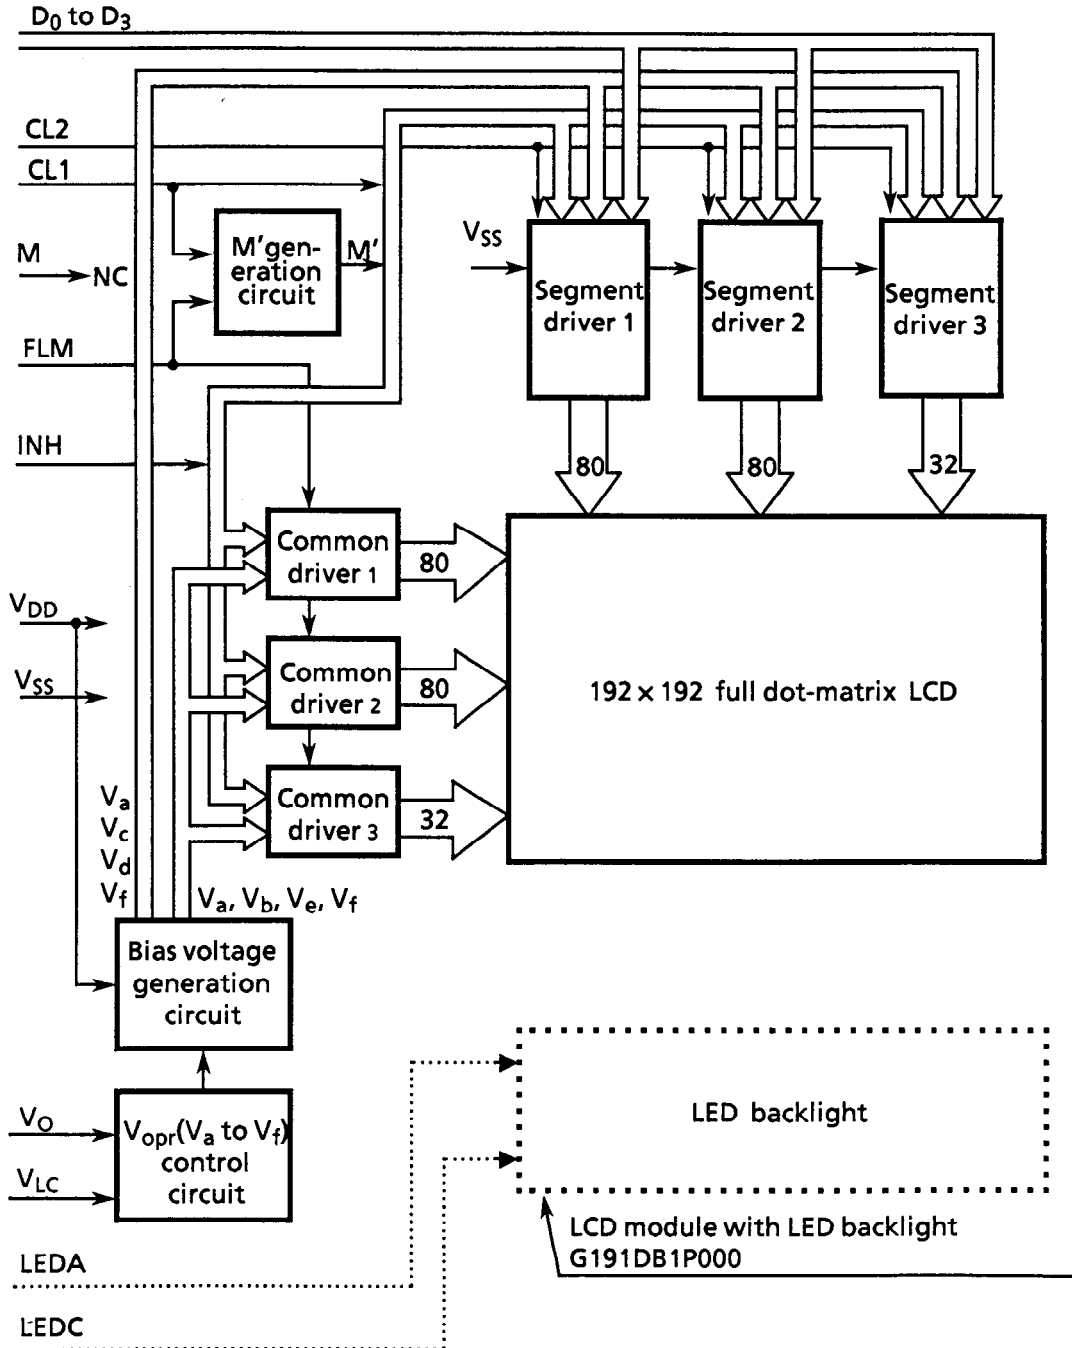 D0 to D3
CL2
CL1
M
NC
M'gen-
eration
circuit
M'
FLM
INH
VSS
Segment
driver 1
Segment
driver 2
Segment
driver 3
80
80
32
Common
driver 1
80
Common
driver 2
80
Common
driver 3
32
192 × 192 full dot-matrix LCD
VDD
VSS
Va
Vc
Vd
Vf
Va, Vb, Ve, Vf
Bias voltage
generation
circuit
VO
VLC
Vopr(Va to Vf)
control
circuit
LED backlight
LCD module with LED backlight
G191DB1P000
LEDA
LEDC